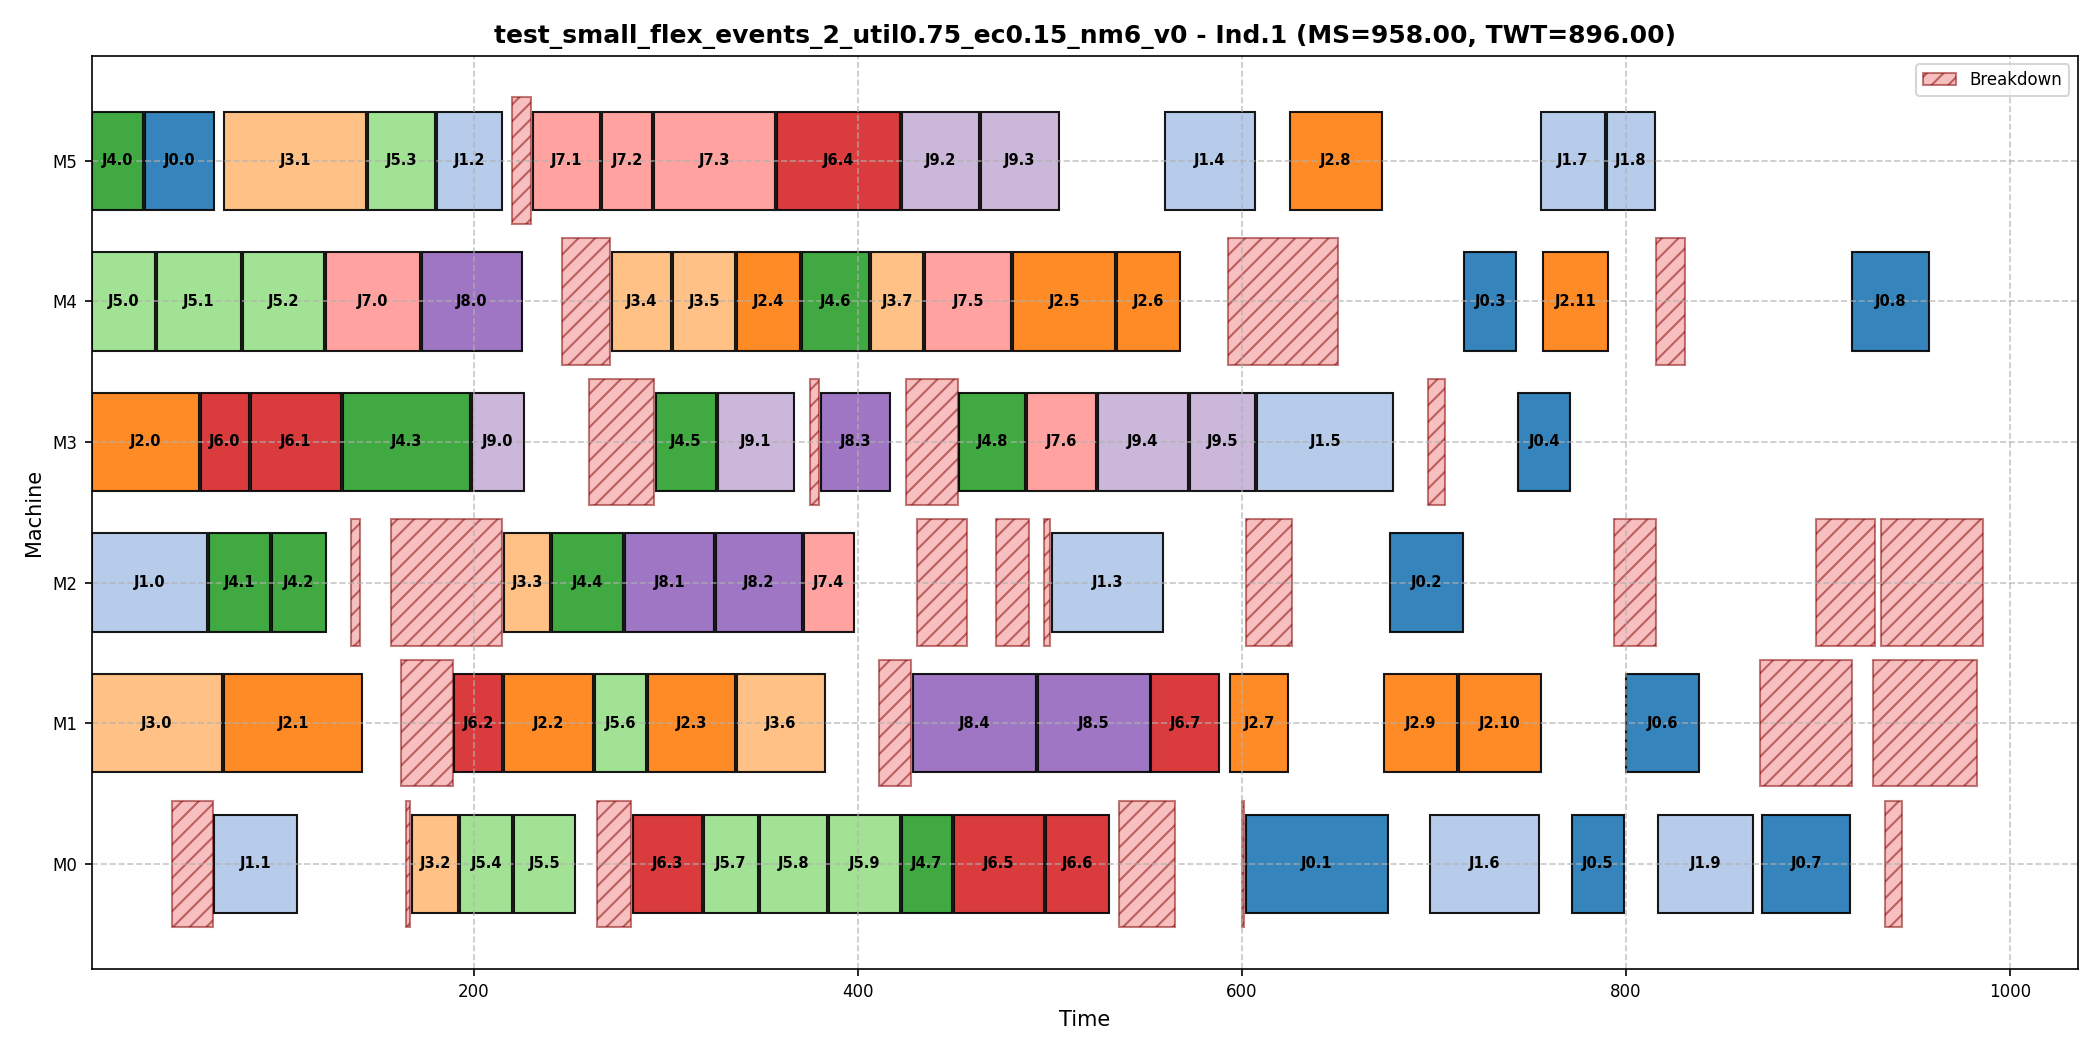 test_small_flex_events_2_util0.75_ec0.15_nm6_v0 - Ind.1 (MS=958.00, TWT=896.00)
Breakdown
Machine
M5
J4.0 J0.0 J3.1 J5.3 J1.2 J7.1 J7.2 J7.3 J6.4 J9.2 J9.3 J1.4 J2.8 J1.7 J1.8
M4
J5.0 J5.1 J5.2 J7.0 J8.0 J3.4 J3.5 J2.4 J4.6 J3.7 J7.5 J2.5 J2.6 J0.3 J2.11 J0.8
M3
J2.0 J6.0 J6.1 J4.3 J9.0 J4.5 J9.1 J8.3 J4.8 J7.6 J9.4 J9.5 J1.5 J0.4
M2
J1.0 J4.1 J4.2 J3.3 J4.4 J8.1 J8.2 J7.4 J1.3 J0.2
M1
J3.0 J2.1 J6.2 J2.2 J5.6 J2.3 J3.6 J8.4 J8.5 J6.7 J2.7 J2.9 J2.10 J0.6
M0
J1.1 J3.2 J5.4 J5.5 J6.3 J5.7 J5.8 J5.9 J4.7 J6.5 J6.6 J0.1 J1.6 J0.5 J1.9 J0.7
200 400 600 800 1000
Time